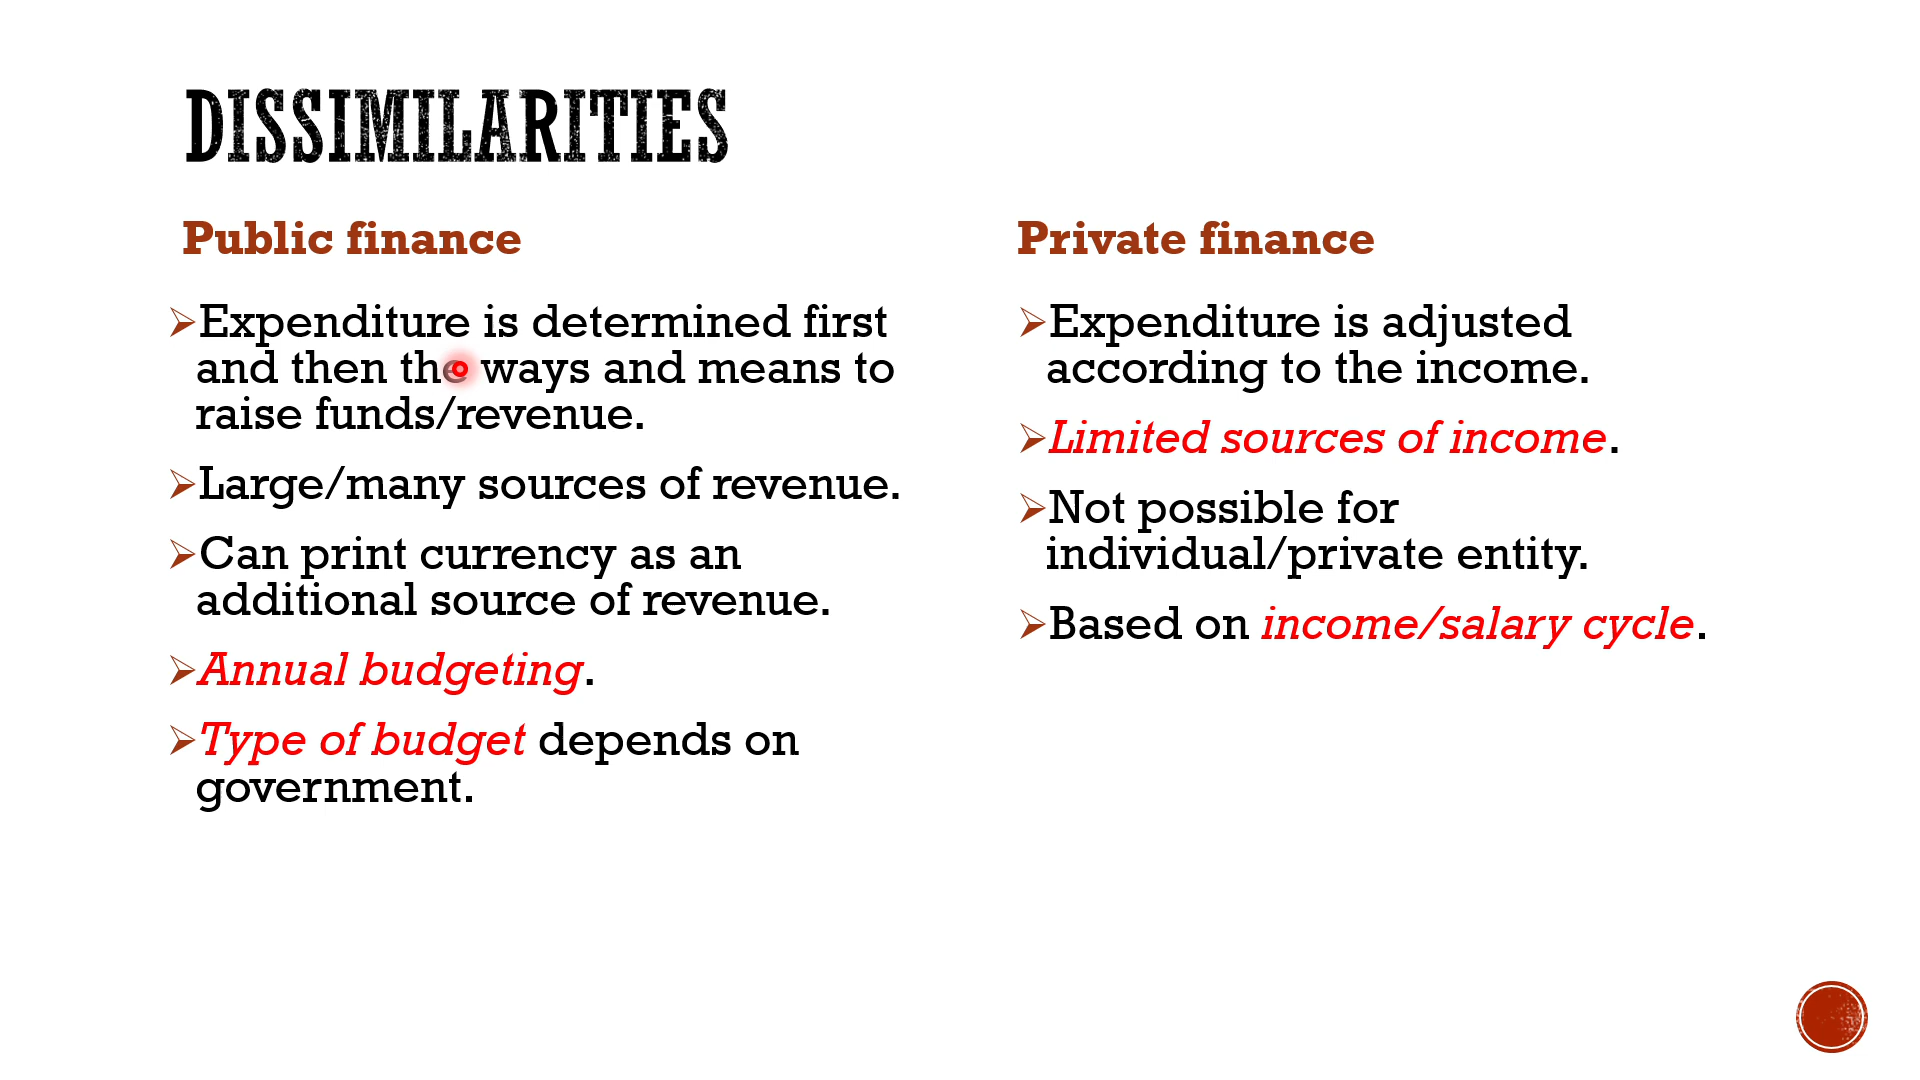 DISSIMILARITIES
Public finance
➢Expenditure is determined first
and then the ways and means to
raise funds/revenue.
➢Large/many sources of revenue.
➢Can print currency as an
additional source of revenue.
➢Annual budgeting.
➢Type of budget depends on
government.
Private finance
➢Expenditure is adjusted
according to the income.
➢Limited sources of income.
➢Not possible for
individual/private entity.
➢Based on income/salary cycle.